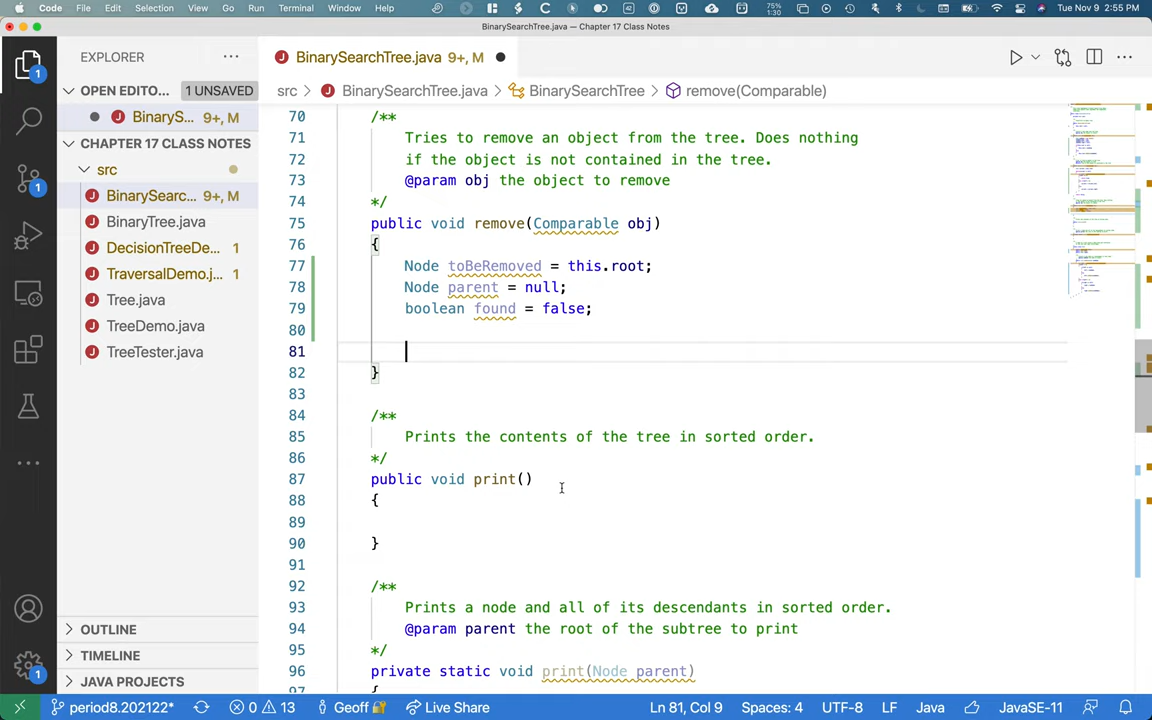 Code File Edit Selection View Go Run Terminal Window Help 75% 1:30 Tue Nov 9 2:55 PM
BinarySearchTree.java — Chapter 17 Class Notes
EXPLORER
OPEN EDITO... 1 UNSAVED
BinaryS... 9+, M
CHAPTER 17 CLASS NOTES
src
BinarySearc... 9+, M
BinaryTree.java
DecisionTreeDe... 1
TraversalDemo.j... 1
Tree.java
TreeDemo.java
TreeTester.java
OUTLINE
TIMELINE
JAVA PROJECTS
BinarySearchTree.java 9+, M
src > BinarySearchTree.java > BinarySearchTree > remove(Comparable)
70 /**
71 Tries to remove an object from the tree. Does nothing
72 if the object is not contained in the tree.
73 @param obj the object to remove
74 */
75 public void remove(Comparable obj)
76 {
77 Node toBeRemoved = this.root;
78 Node parent = null;
79 boolean found = false;
80
81
82 }
83
84 /**
85 Prints the contents of the tree in sorted order.
86 */
87 public void print()
88 {
89
90 }
91
92 /**
93 Prints a node and all of its descendants in sorted order.
94 @param parent the root of the subtree to print
95 */
96 private static void print(Node parent)
97 {
1
1
1
period8.202122* 0 13 Geoff Live Share Ln 81, Col 9 Spaces: 4 UTF-8 LF Java JavaSE-11